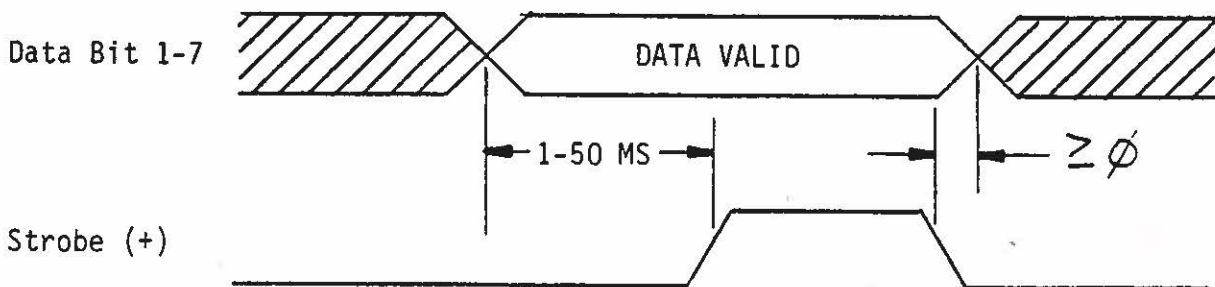 Data Bit 1-7
DATA VALID
1-50 MS
≥ Ø
Strobe (+)